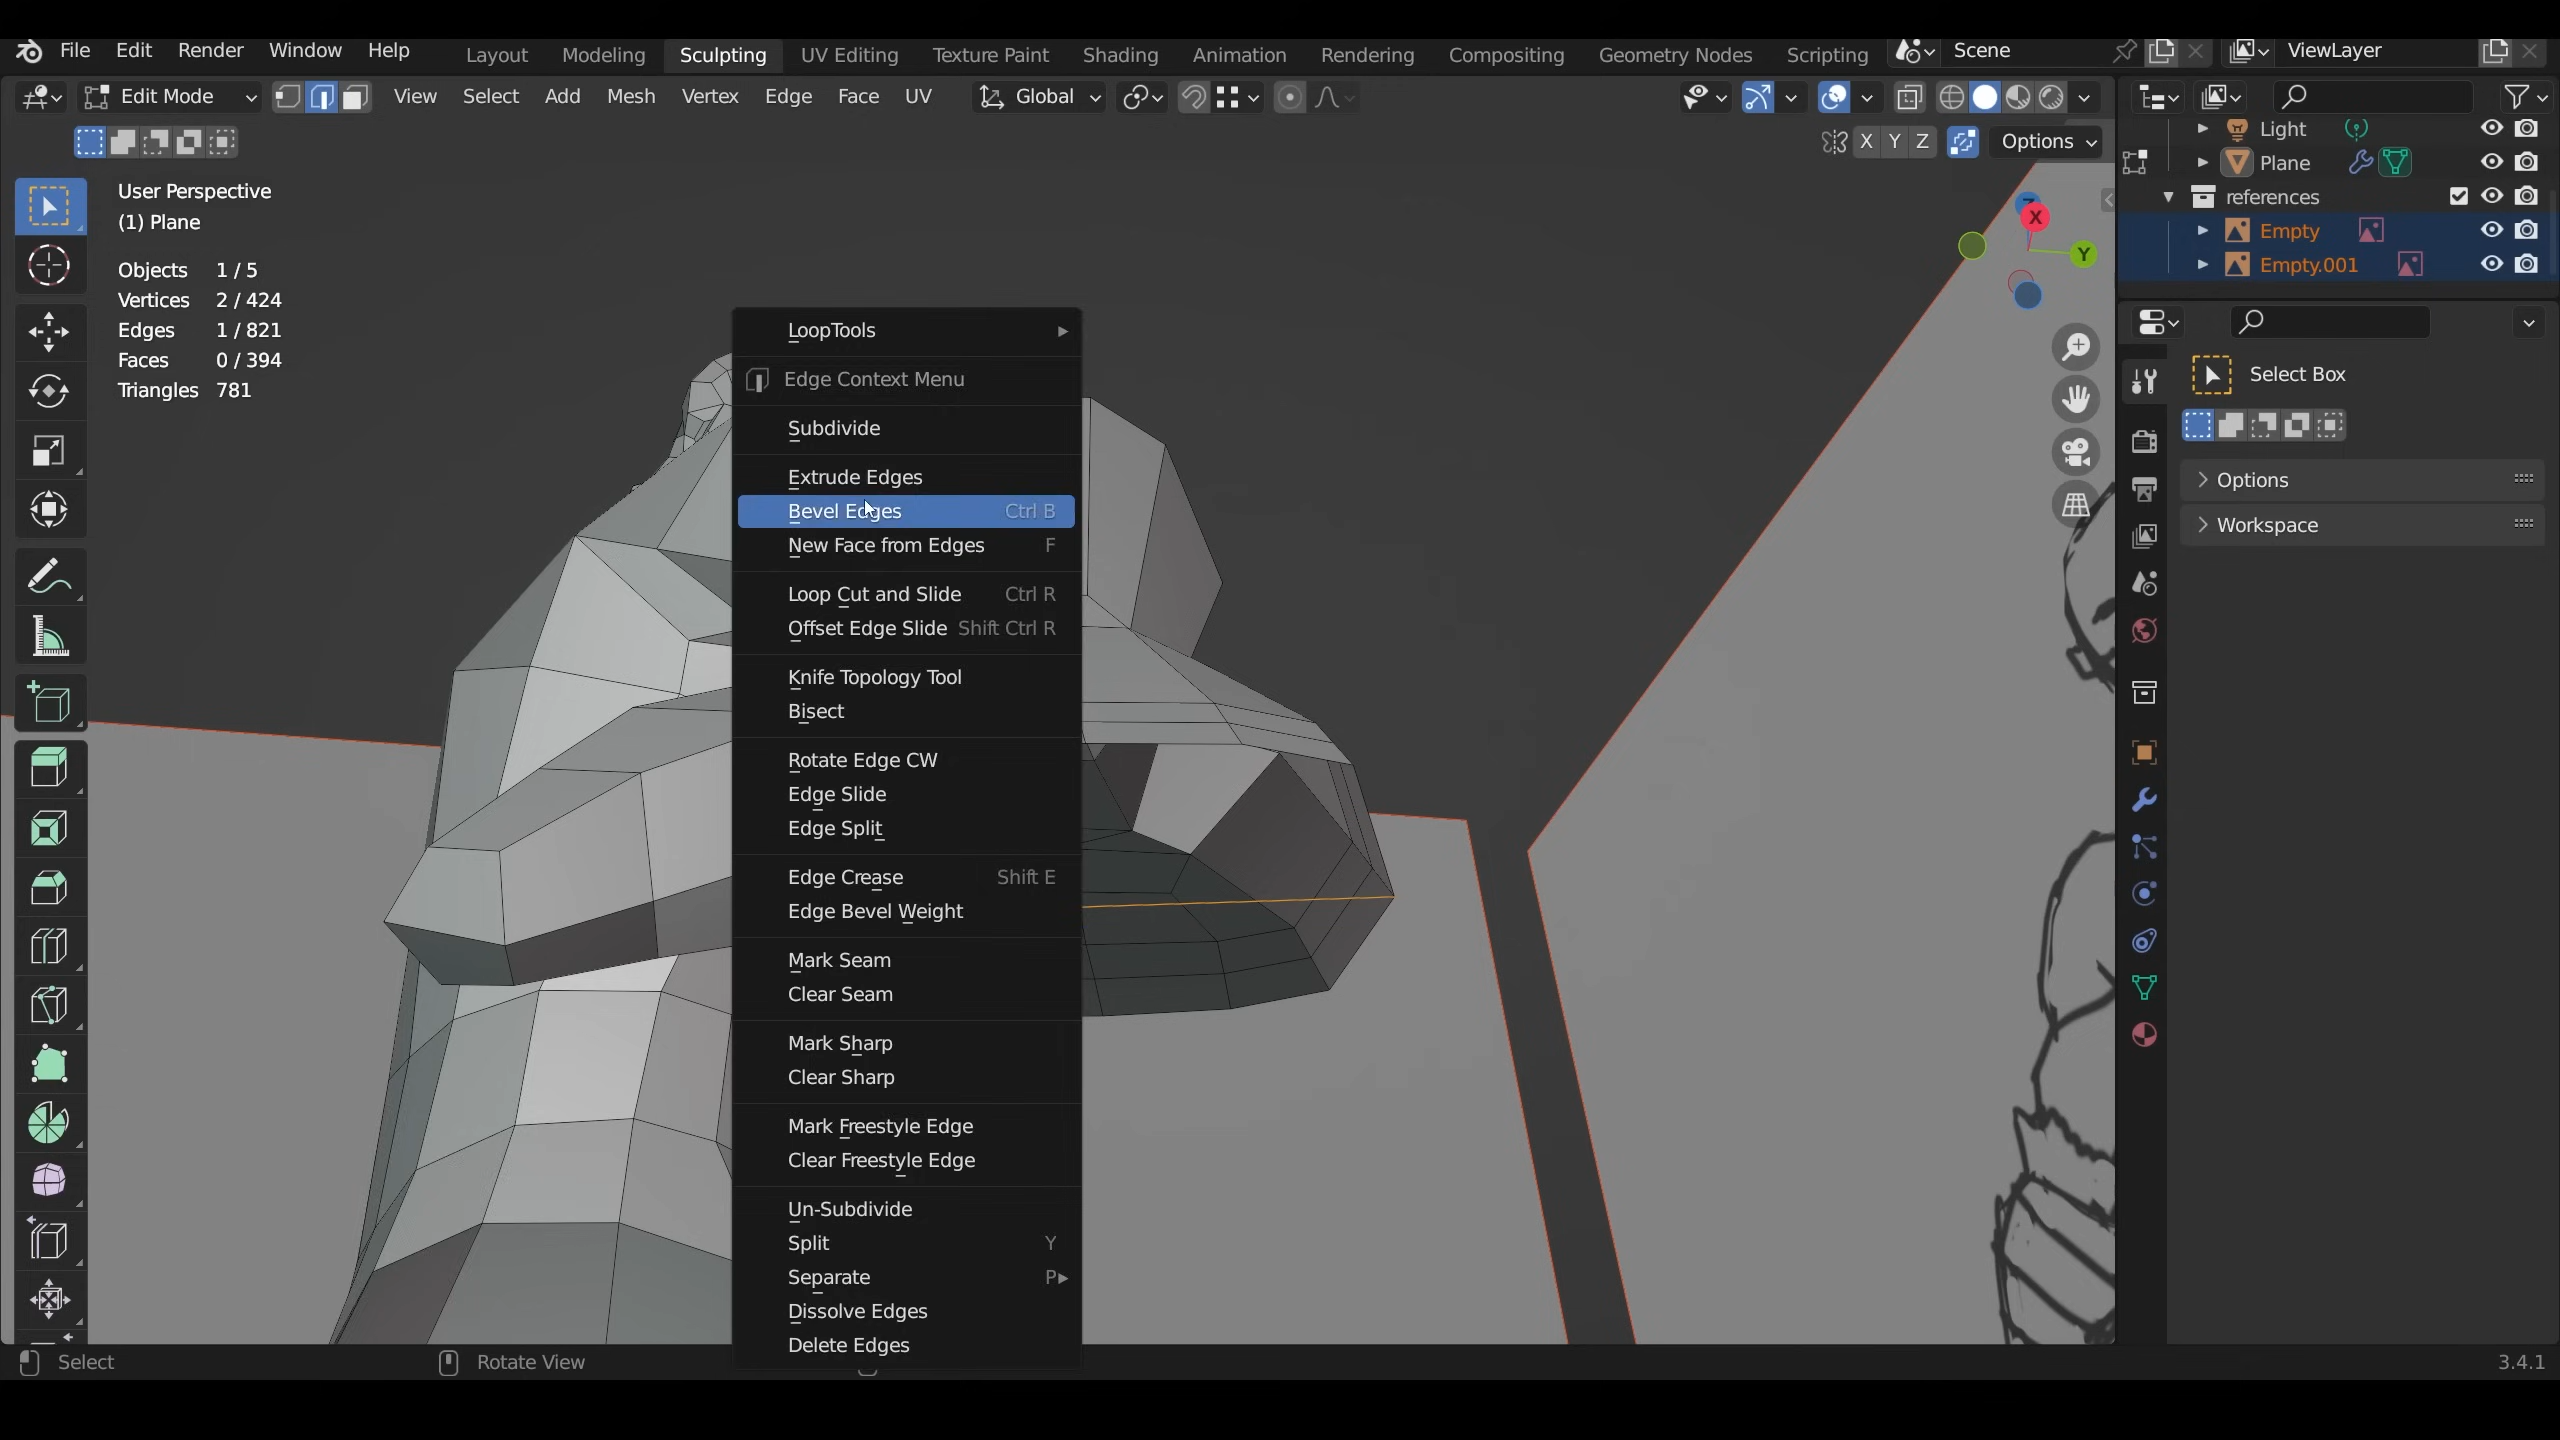 File Edit Render Window Help Layout Modeling Sculpting UV Editing Texture Paint Shading Animation Rendering Compositing Geometry Nodes Scripting Scene ViewLayer
Edit Mode View Select Add Mesh Vertex Edge Face UV Global
X Y Z Options
User Perspective
(1) Plane
Objects 1 / 5
Vertices 2 / 424
Edges 1 / 821
Faces 0 / 394
Triangles 781
LoopTools
Edge Context Menu
Subdivide
Extrude Edges
Bevel Edges Ctrl B
New Face from Edges F
Loop Cut and Slide Ctrl R
Offset Edge Slide Shift Ctrl R
Knife Topology Tool
Bisect
Rotate Edge CW
Edge Slide
Edge Split
Edge Crease Shift E
Edge Bevel Weight
Mark Seam
Clear Seam
Mark Sharp
Clear Sharp
Mark Freestyle Edge
Clear Freestyle Edge
Un-Subdivide
Split Y
Separate P
Dissolve Edges
Delete Edges
Z
X
Y
Light
Plane
references
Empty
Empty.001
Select Box
Options
Workspace
Select Rotate View 3.4.1